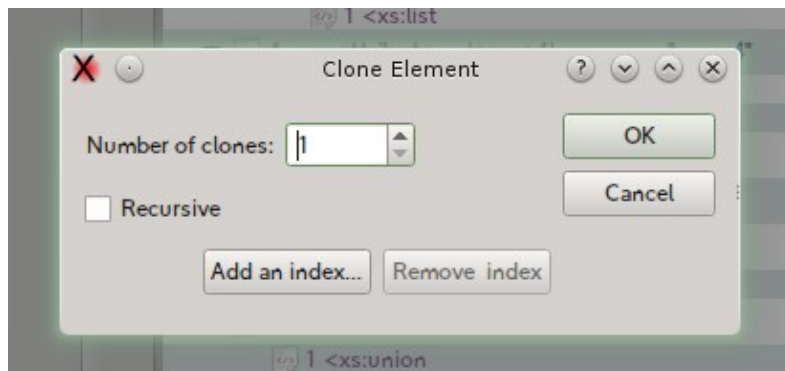 1 <xs:list
Clone Element
Number of clones: 1
OK
Cancel
Recursive
Add an index...
Remove index
1 <xs:union